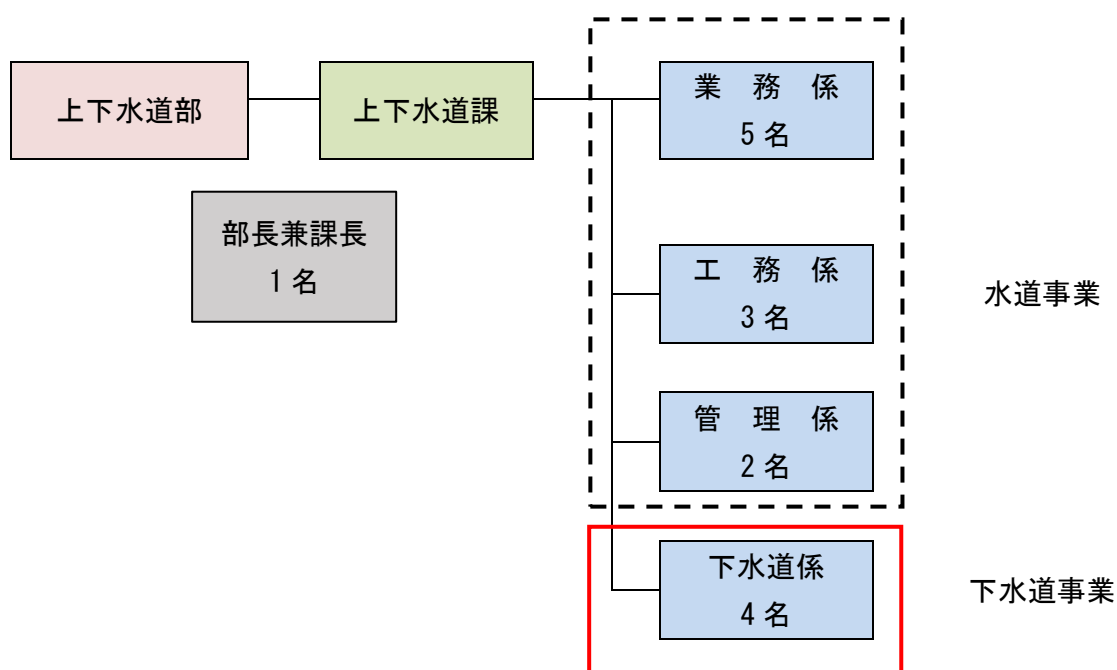 上下水道部
上下水道課
業　務　係
5 名
部長兼課長
1 名
工　務　係
3 名
水道事業
管　理　係
2 名
下水道係
4 名
下水道事業